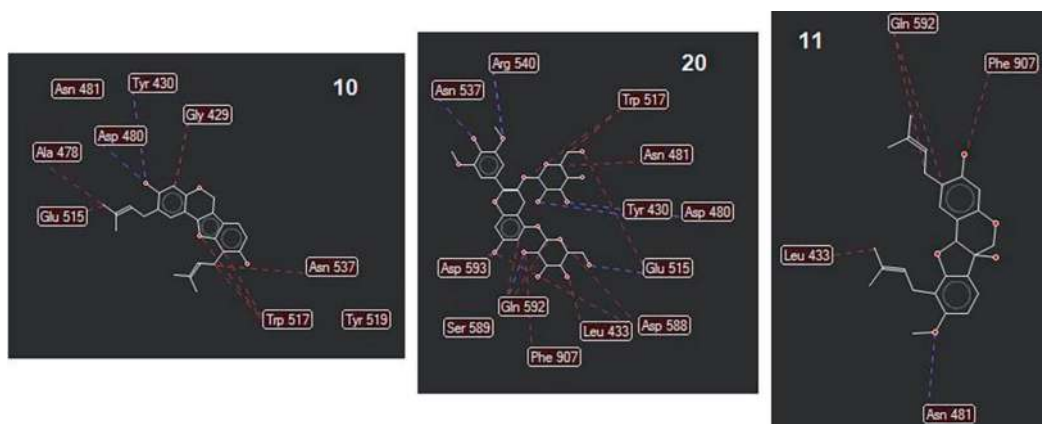 10
Tyr 430
Asn 481
Gly 429
Asp 480
Ala 478
Glu 515
Asn 537
Trp 517
Tyr 519
20
Arg 540
Asn 537
Trp 517
Asn 481
Tyr 430
Asp 480
Asp 593
Glu 515
Gln 592
Ser 589
Leu 433
Asp 588
Phe 907
11
Gln 592
Phe 907
Leu 433
Asn 481